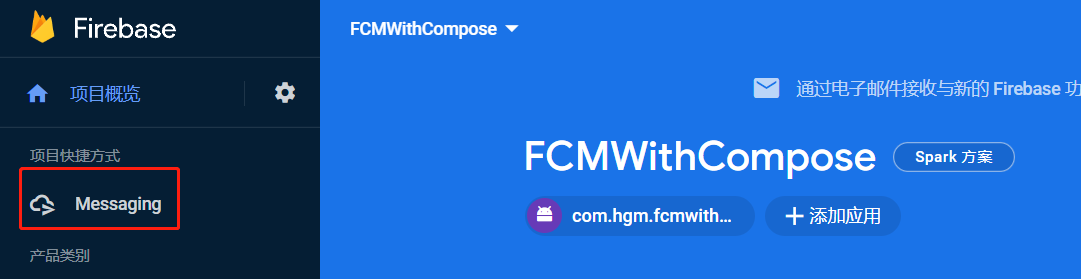 Firebase
项目概览
项目快捷方式
Messaging
产品类别
FCMWithCompose
通过电子邮件接收与新的 Firebase 功
FCMWithCompose
Spark 方案
com.hgm.fcmwith...
添加应用